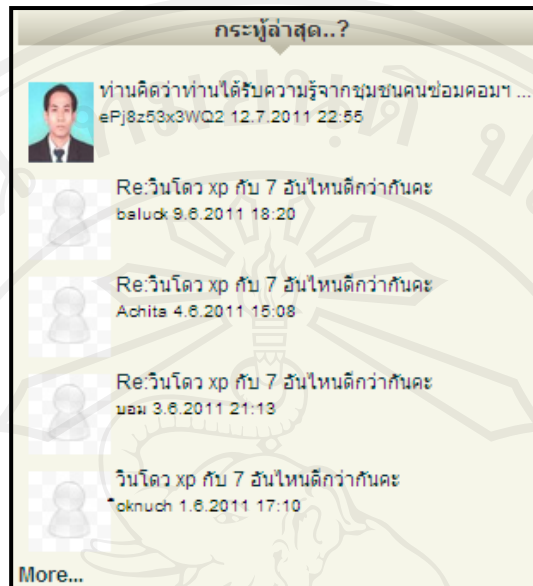 กระทู้ล่าสุด..?
ท่านคิดว่าท่านได้รับความรู้จากชุมชนคนซ่อมคอมฯ ...
ePj8z53x3WQ2 12.7.2011 22:55
Re:วินโดว xp กับ 7 อันไหนดีกว่ากันคะ
baluck 9.6.2011 18:20
Re:วินโดว xp กับ 7 อันไหนดีกว่ากันคะ
Achita 4.6.2011 15:08
Re:วินโดว xp กับ 7 อันไหนดีกว่ากันคะ
บอม 3.6.2011 21:13
วินโดว xp กับ 7 อันไหนดีกว่ากันคะ
ิoknuch 1.6.2011 17:10
More...